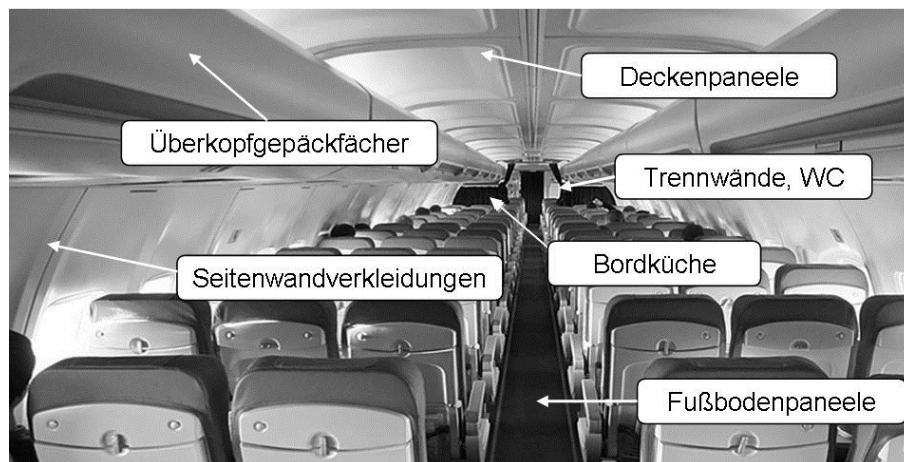 Deckenpaneele
Überkopfgepäckfächer
Trennwände, WC
Seitenwandverkleidungen
Bordküche
Fußbodenpaneele